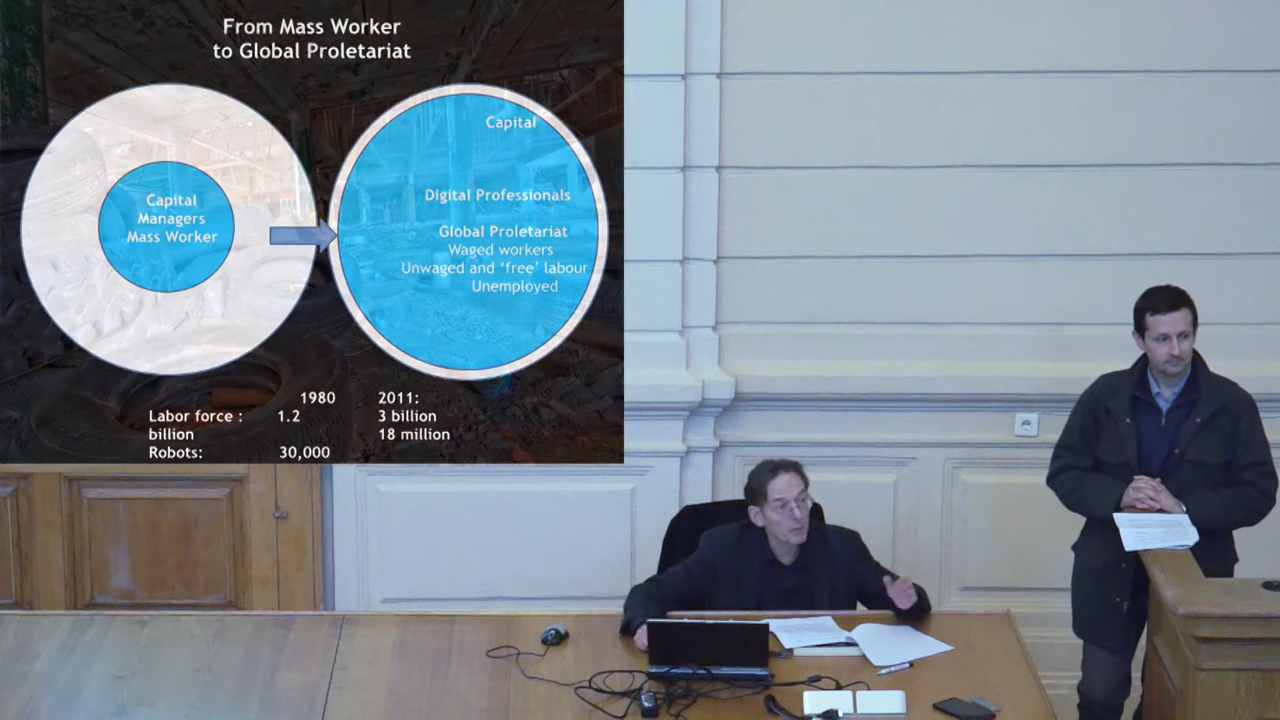 From Mass Worker
to Global Proletariat
Capital
Managers
Mass Worker
Capital
Digital Professionals
Global Proletariat
Waged workers
Unwaged and ‘free’ labour
Unemployed
1980 2011:
Labor force : 1.2 3 billion
billion 18 million
Robots: 30,000